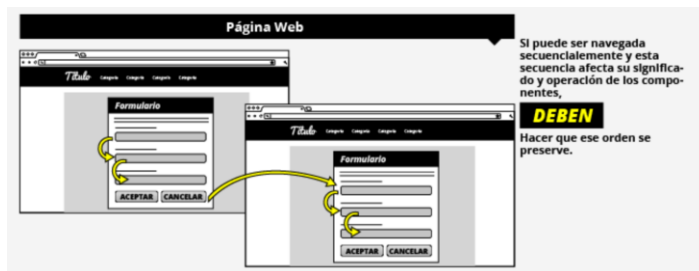 Página Web
Título Categoría Categoría Categoría Categoría
Formulario
ACEPTAR CANCELAR
Título Categoría Categoría Categoría Categoría
Formulario
ACEPTAR CANCELAR
Si puede ser navegada
secuencialemente y esta
secuencia afecta su significa-
do y operación de los compo-
nentes,
DEBEN
Hacer que ese orden se
preserve.